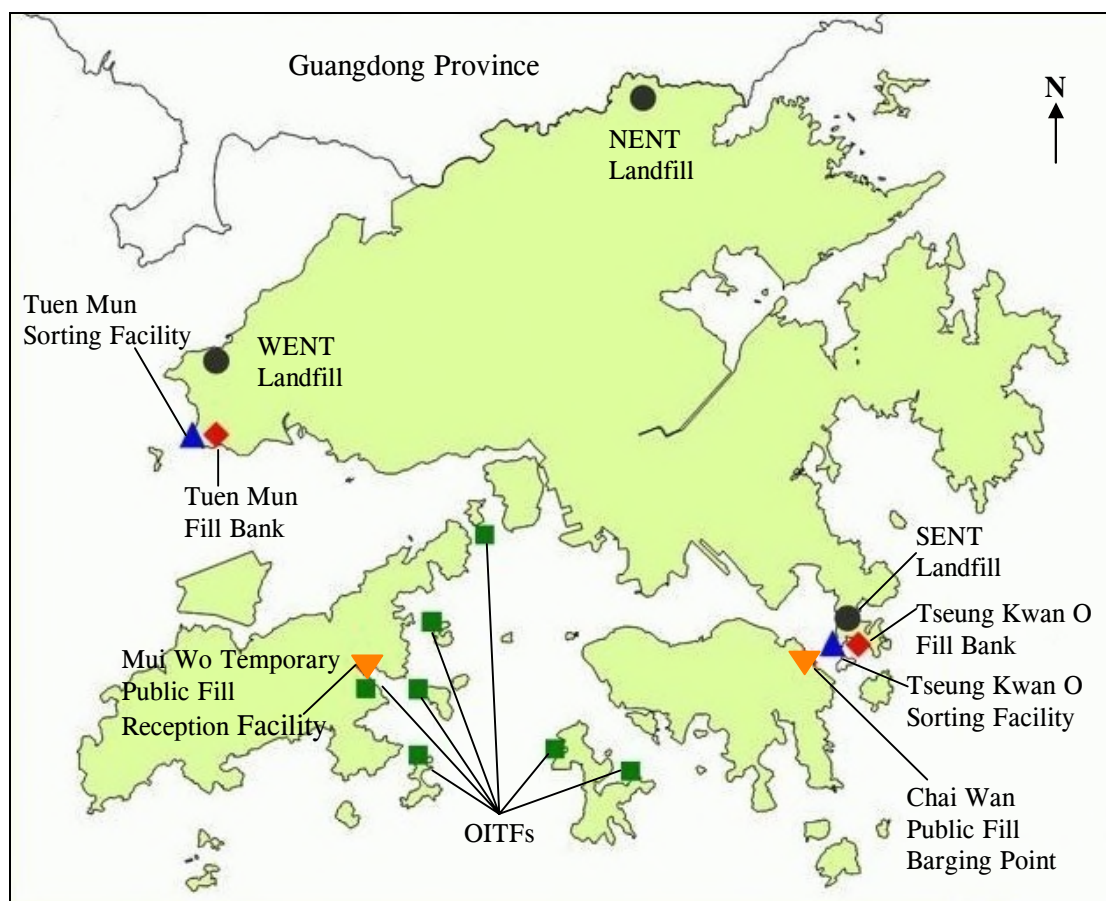 Guangdong Province
N
NENT
Landfill
Tuen Mun
Sorting Facility
WENT
Landfill
Tuen Mun
Fill Bank
SENT
Landfill
Tseung Kwan O
Fill Bank
Mui Wo Temporary
Public Fill
Reception Facility
Tseung Kwan O
Sorting Facility
Chai Wan
Public Fill
Barging Point
OITFs